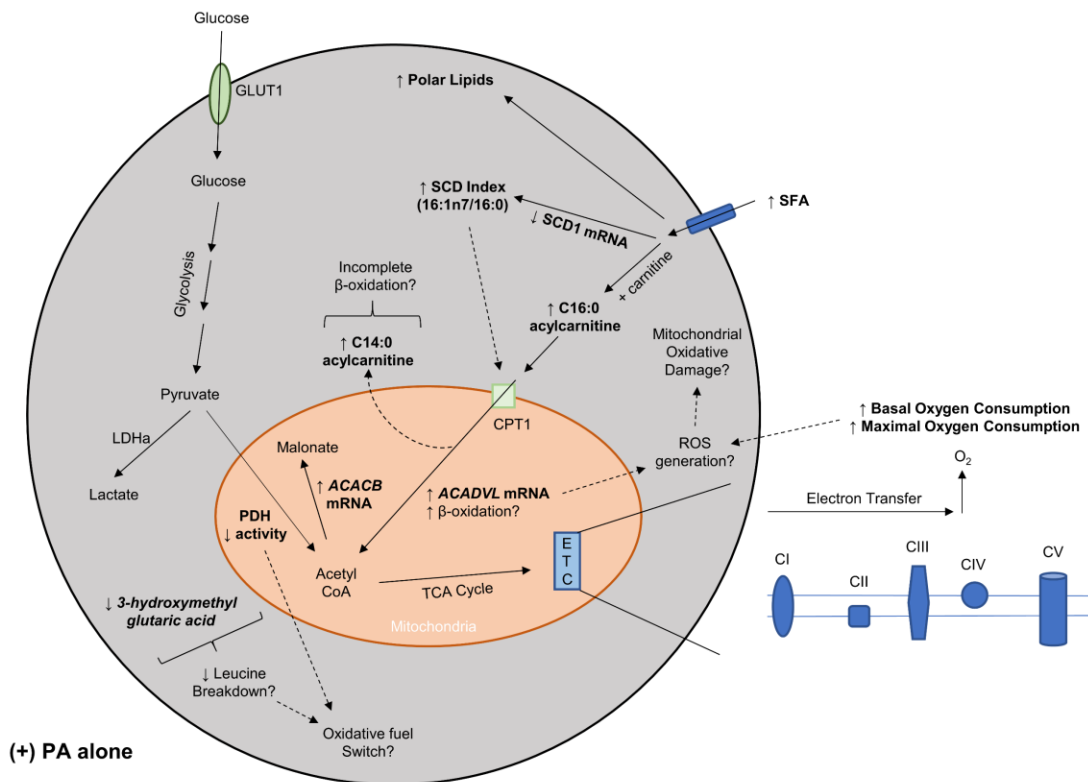 Glucose
GLUT1
↑ Polar Lipids
Glucose
↑ SCD Index
(16:1n7/16:0)
↑ SFA
↓ SCD1 mRNA
Glycolysis
Incomplete
β-oxidation?
+ carnitine
↑ C16:0
acylcarnitine
↑ C14:0
acylcarnitine
Mitochondrial
Oxidative
Damage?
Pyruvate
CPT1
↑ Basal Oxygen Consumption
↑ Maximal Oxygen Consumption
LDHa
Malonate
ROS
generation?
O2
Lactate
↑ ACACB
mRNA
↑ ACADVL mRNA
↑ β-oxidation?
Electron Transfer
PDH
↓ activity
ETC
CI
CII
CIII
CIV
CV
Acetyl
CoA
TCA Cycle
↓ 3-hydroxymethyl
glutaric acid
Mitochondria
↓ Leucine
Breakdown?
Oxidative fuel
Switch?
(+) PA alone